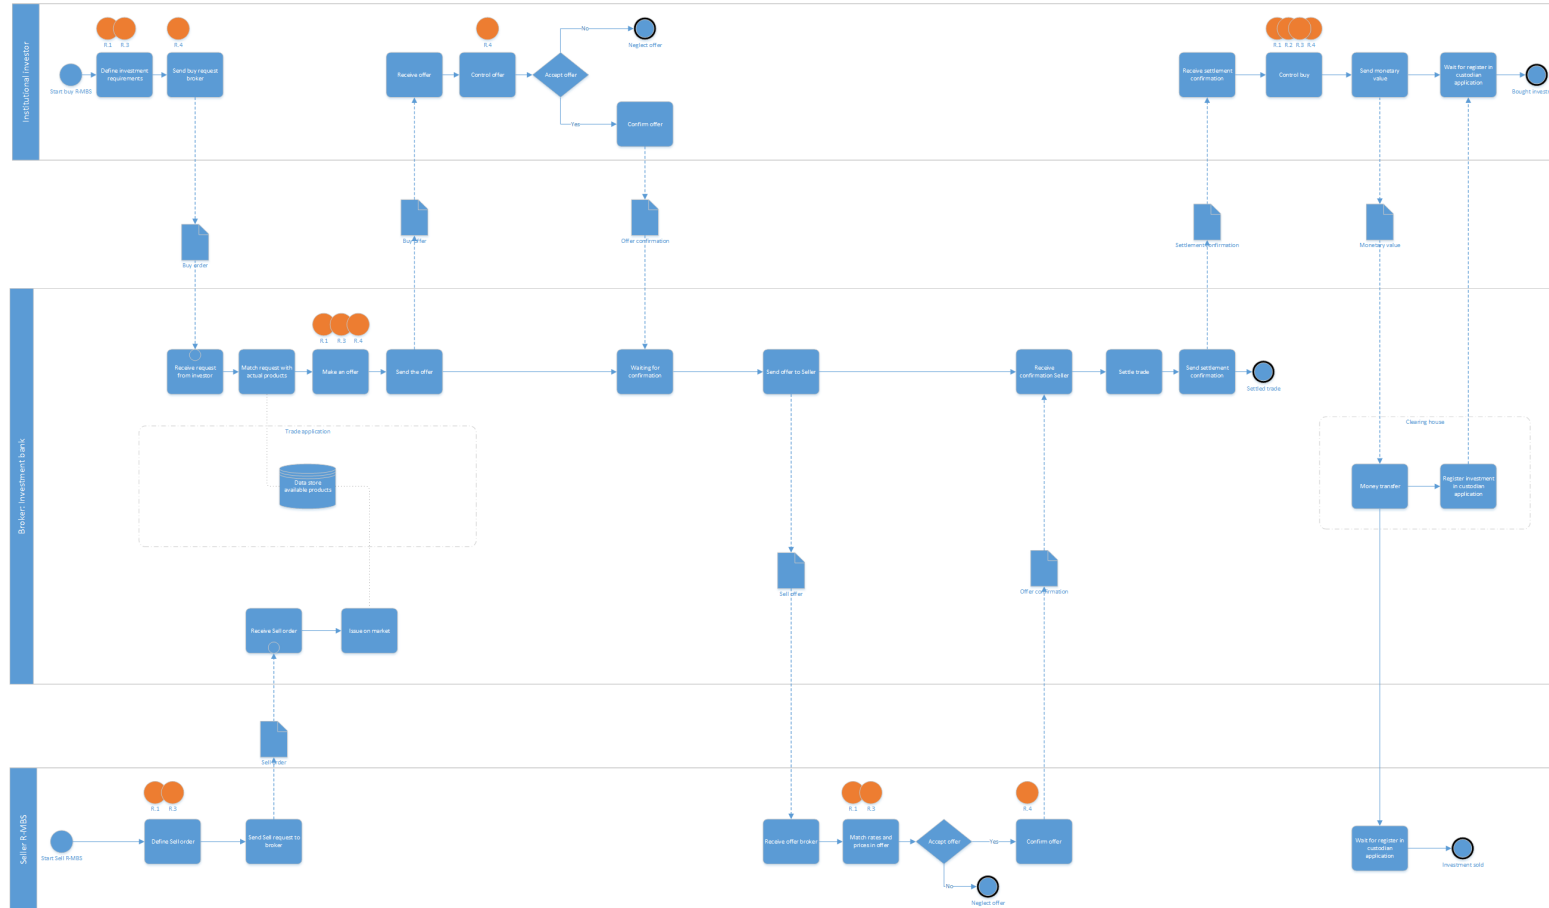 Institutional investor
R.1 R.3
R.4
Start buy R-MBS
Define investment
requirements
Send buy request
broker
Receive offer
R.4
Control offer
Accept offer
No
Neglect offer
Yes
Confirm offer
Receive settlement
confirmation
R.1 R.2 R.3 R.4
Control buy
Send monetary
value
Wait for register in
custodian
application
Buy order
Buy offer
Offer confirmation
Settlement confirmation
Monetary value
Broker: Investment bank
Receive request
from investor
Match request with
actual products
R.1 R.3 R.4
Make an offer
Send the offer
Waiting for
confirmation
Send offer to Seller
Receive
confirmation Seller
Settle trade
Send settlement
confirmation
Settled trade
Trade application
Data store
available products
Clearing house
Money transfer
Register investment
in custodian
application
Sell offer
Offer confirmation
Receive Sell order
Issue on market
Sell order
Seller R-MBS
Start Sell R-MBS
R.1 R.3
Define Sell order
Send Sell request to
broker
Receive offer broker
R.1 R.3
Match rates and
prices in offer
Accept offer
Yes
No
Neglect offer
R.4
Confirm offer
Wait for register in
custodian
application
Investment sold
Bought investi